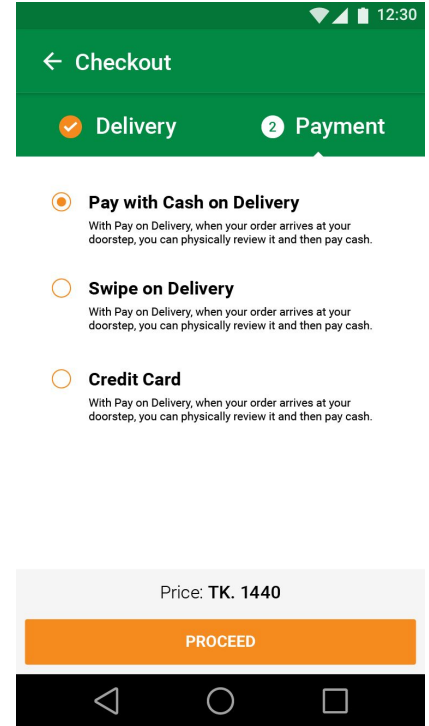 12:30
Checkout
Delivery
2 Payment
Pay with Cash on Delivery
With Pay on Delivery, when your order arrives at your
doorstep, you can physically review it and then pay cash.
Swipe on Delivery
With Pay on Delivery, when your order arrives at your
doorstep, you can physically review it and then pay cash.
Credit Card
With Pay on Delivery, when your order arrives at your
doorstep, you can physically review it and then pay cash.
Price: TK. 1440
PROCEED